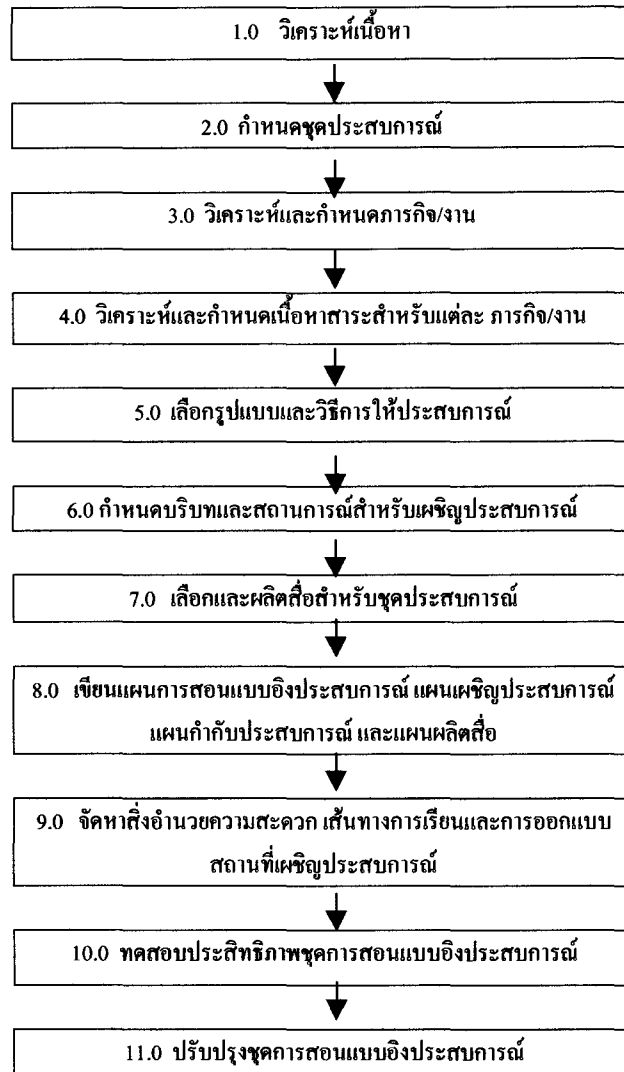 1.0 วิเคราะห์เนื้อหา
2.0 กำหนดชุดประสบการณ์
3.0 วิเคราะห์และกำหนดภารกิจ/งาน
4.0 วิเคราะห์และกำหนดเนื้อหาสาระสำหรับแต่ละ ภารกิจ/งาน
5.0 เลือกรูปแบบและวิธีการให้ประสบการณ์
6.0 กำหนดบริบทและสถานการณ์สำหรับเผชิญประสบการณ์
7.0 เลือกและผลิตสื่อสำหรับชุดประสบการณ์
8.0 เขียนแผนการสอนแบบอิงประสบการณ์ แผนเผชิญประสบการณ์
แผนกำกับประสบการณ์ และแผนผลิตสื่อ
9.0 จัดหาสิ่งอำนวยความสะดวก เส้นทางการเรียนและการออกแบบ
สถานที่เผชิญประสบการณ์
10.0 ทดสอบประสิทธิภาพชุดการสอนแบบอิงประสบการณ์
11.0 ปรับปรุงชุดการสอนแบบอิงประสบการณ์